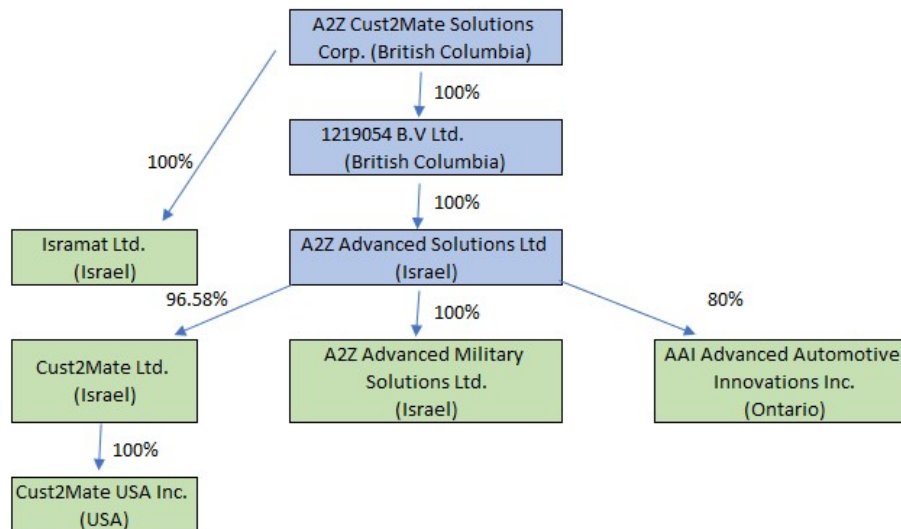 A2Z Cust2Mate Solutions
Corp. (British Columbia)
100%
1219054 B.V Ltd.
(British Columbia)
100%
100%
Isramat Ltd.
(Israel)
A2Z Advanced Solutions Ltd
(Israel)
96.58%
100%
80%
Cust2Mate Ltd.
(Israel)
A2Z Advanced Military
Solutions Ltd.
(Israel)
AAI Advanced Automotive
Innovations Inc.
(Ontario)
100%
Cust2Mate USA Inc.
(USA)